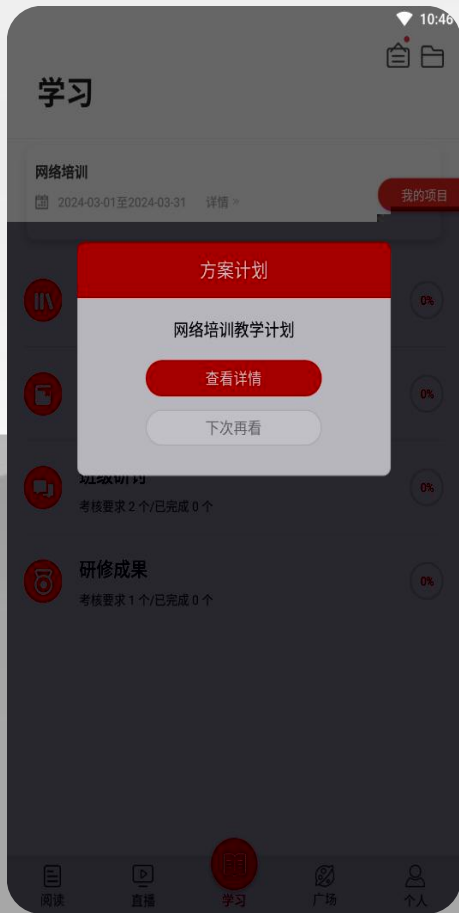 10:46
学习
网络培训
2024-03-01至2024-03-31 详情 »
我的项目
方案计划
网络培训教学计划
查看详情
下次再看
0%
0%
班级研讨
考核要求 2 个/已完成 0 个
0%
研修成果
考核要求 1 个/已完成 0 个
0%
阅读
直播
学习
广场
个人